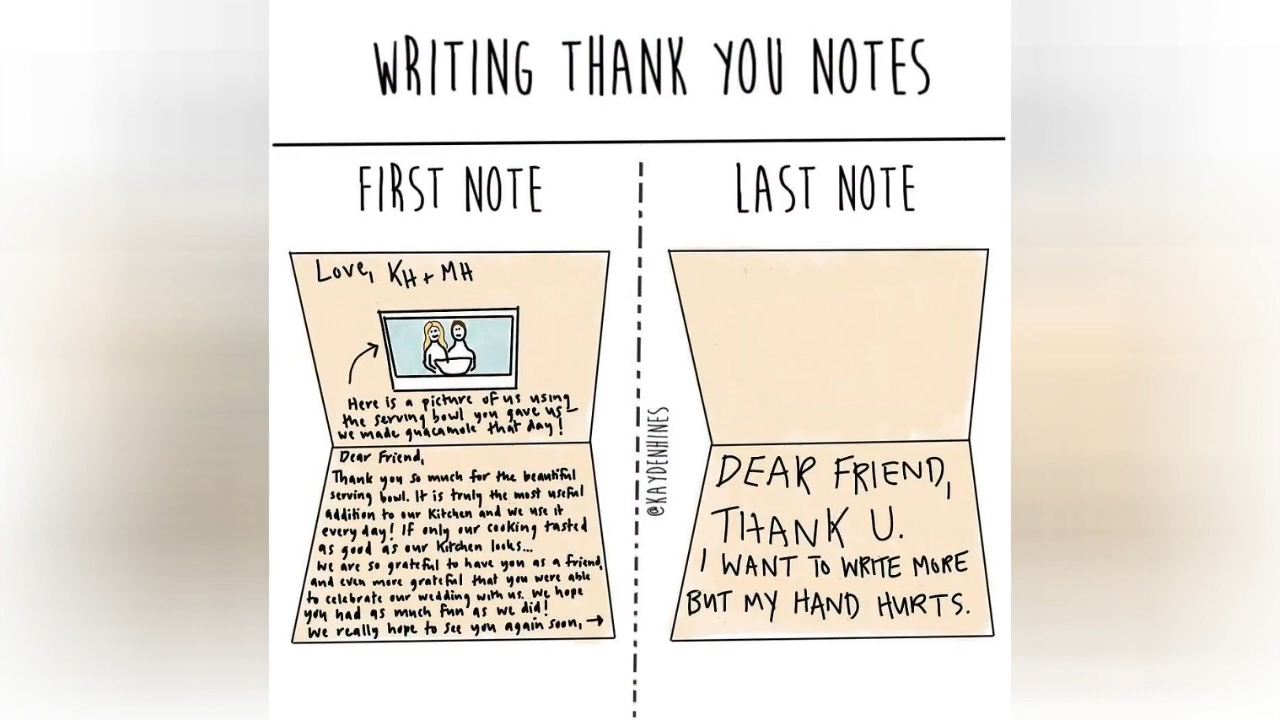 WRITING THANK YOU NOTES
FIRST NOTE
Love, KH + MH
Here is a picture of us using
the serving bowl you gave us-
we made guacamole that day!
Dear Friend,
Thank you so much for the beautiful
serving bowl. It is truly the most useful
addition to our Kitchen and we use it
every day! If only our cooking tasted
as good as our Kitchen looks...
We are so grateful to have you as a friend,
and even more grateful that you were able
to celebrate our wedding with us. We hope
you had as much fun as we did!
We really hope to see you again soon, →
@KAYDENHINES
LAST NOTE
DEAR FRIEND,
THANK U.
I WANT TO WRITE MORE
BUT MY HAND HURTS.